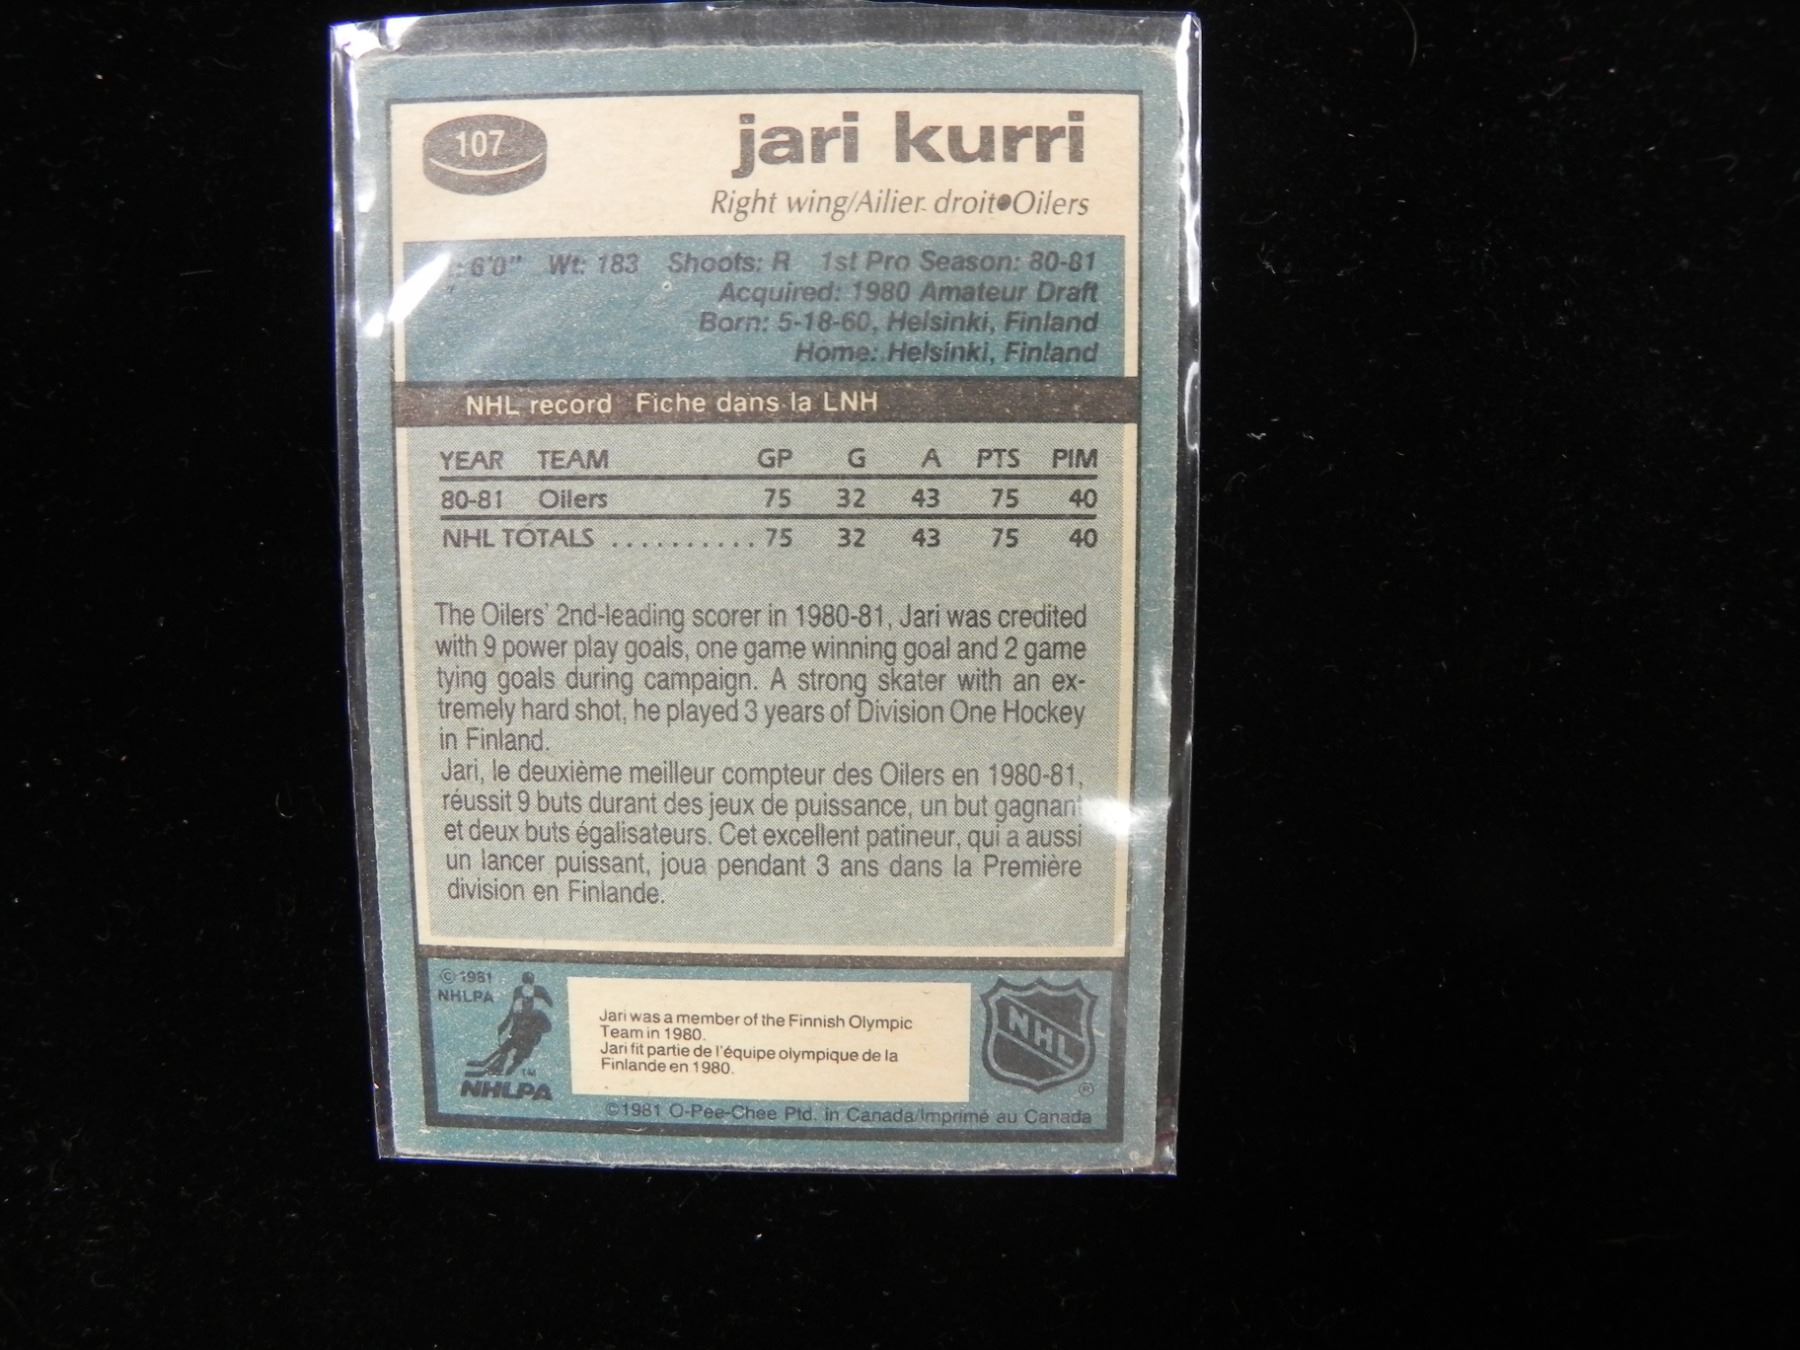 107
jari kurri
Right wing/Ailier droit•Oilers
6'0" Wt: 183 Shoots: R 1st Pro Season: 80-81
Acquired: 1980 Amateur Draft
Born: 5-18-60, Helsinki, Finland
Home: Helsinki, Finland
NHL record Fiche dans la LNH
YEAR TEAM GP G A PTS PIM
80-81 Oilers 75 32 43 75 40
NHL TOTALS .......... 75 32 43 75 40
The Oilers' 2nd-leading scorer in 1980-81, Jari was credited
with 9 power play goals, one game winning goal and 2 game
tying goals during campaign. A strong skater with an ex-
tremely hard shot, he played 3 years of Division One Hockey
in Finland.
Jari, le deuxième meilleur compteur des Oilers en 1980-81,
réussit 9 buts durant des jeux de puissance, un but gagnant
et deux buts égalisateurs. Cet excellent patineur, qui a aussi
un lancer puissant, joua pendant 3 ans dans la Première
division en Finlande.
© 1981
NHLPA
TM
NHLPA
Jari was a member of the Finnish Olympic
Team in 1980.
Jari fit partie de l'équipe olympique de la
Finlande en 1980.
NHL
®
©1981 O-Pee-Chee Ptd. in Canada/Imprimé au Canada